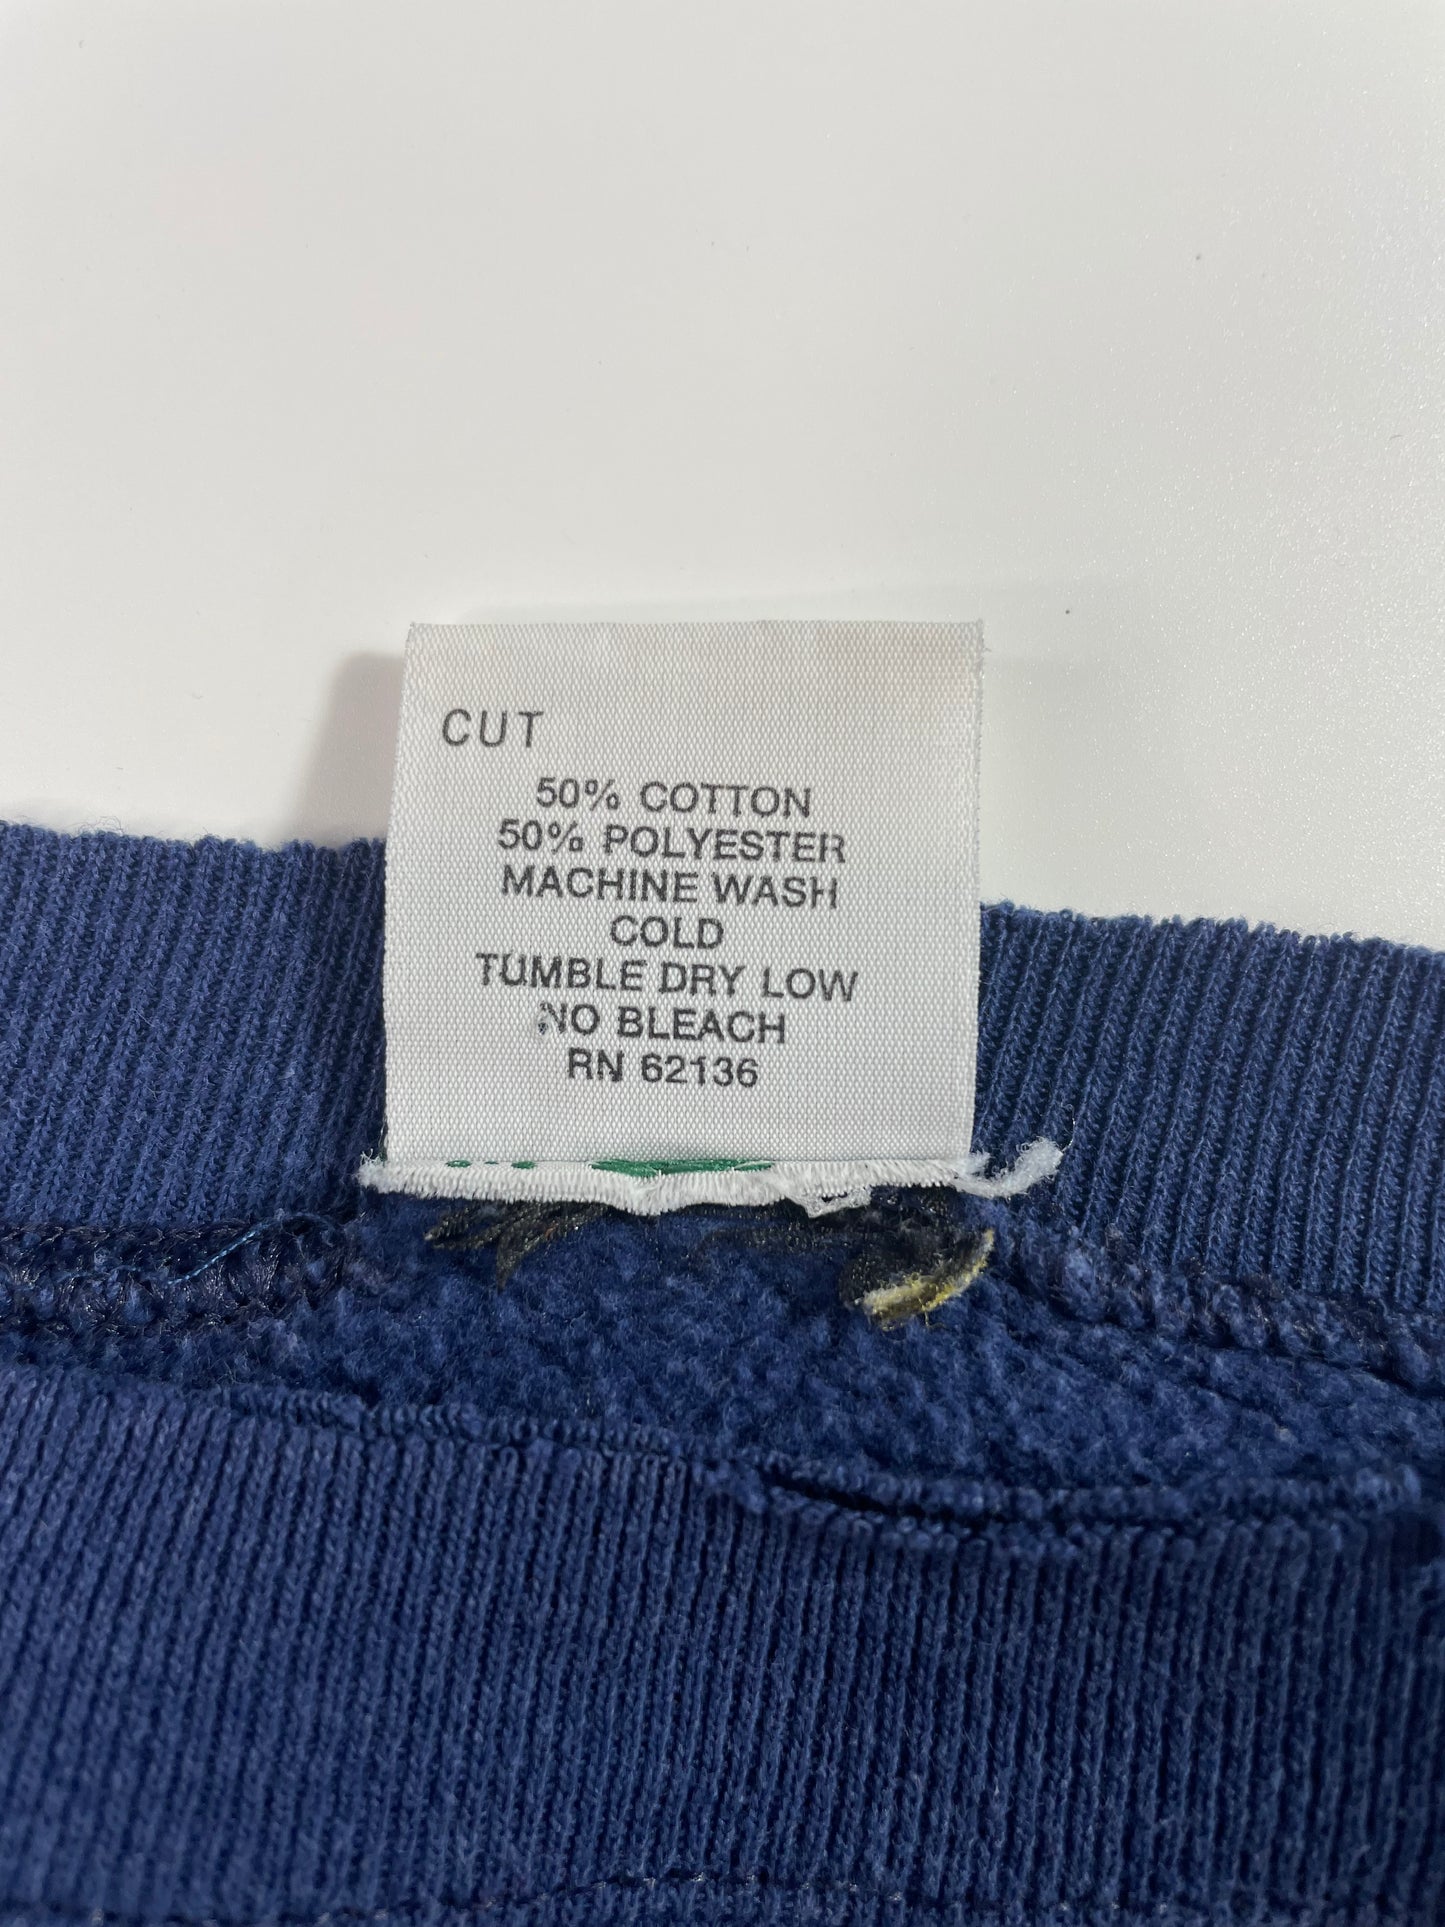 CUT
50% COTTON
50% POLYESTER
MACHINE WASH
COLD
TUMBLE DRY LOW
NO BLEACH
RN 62136